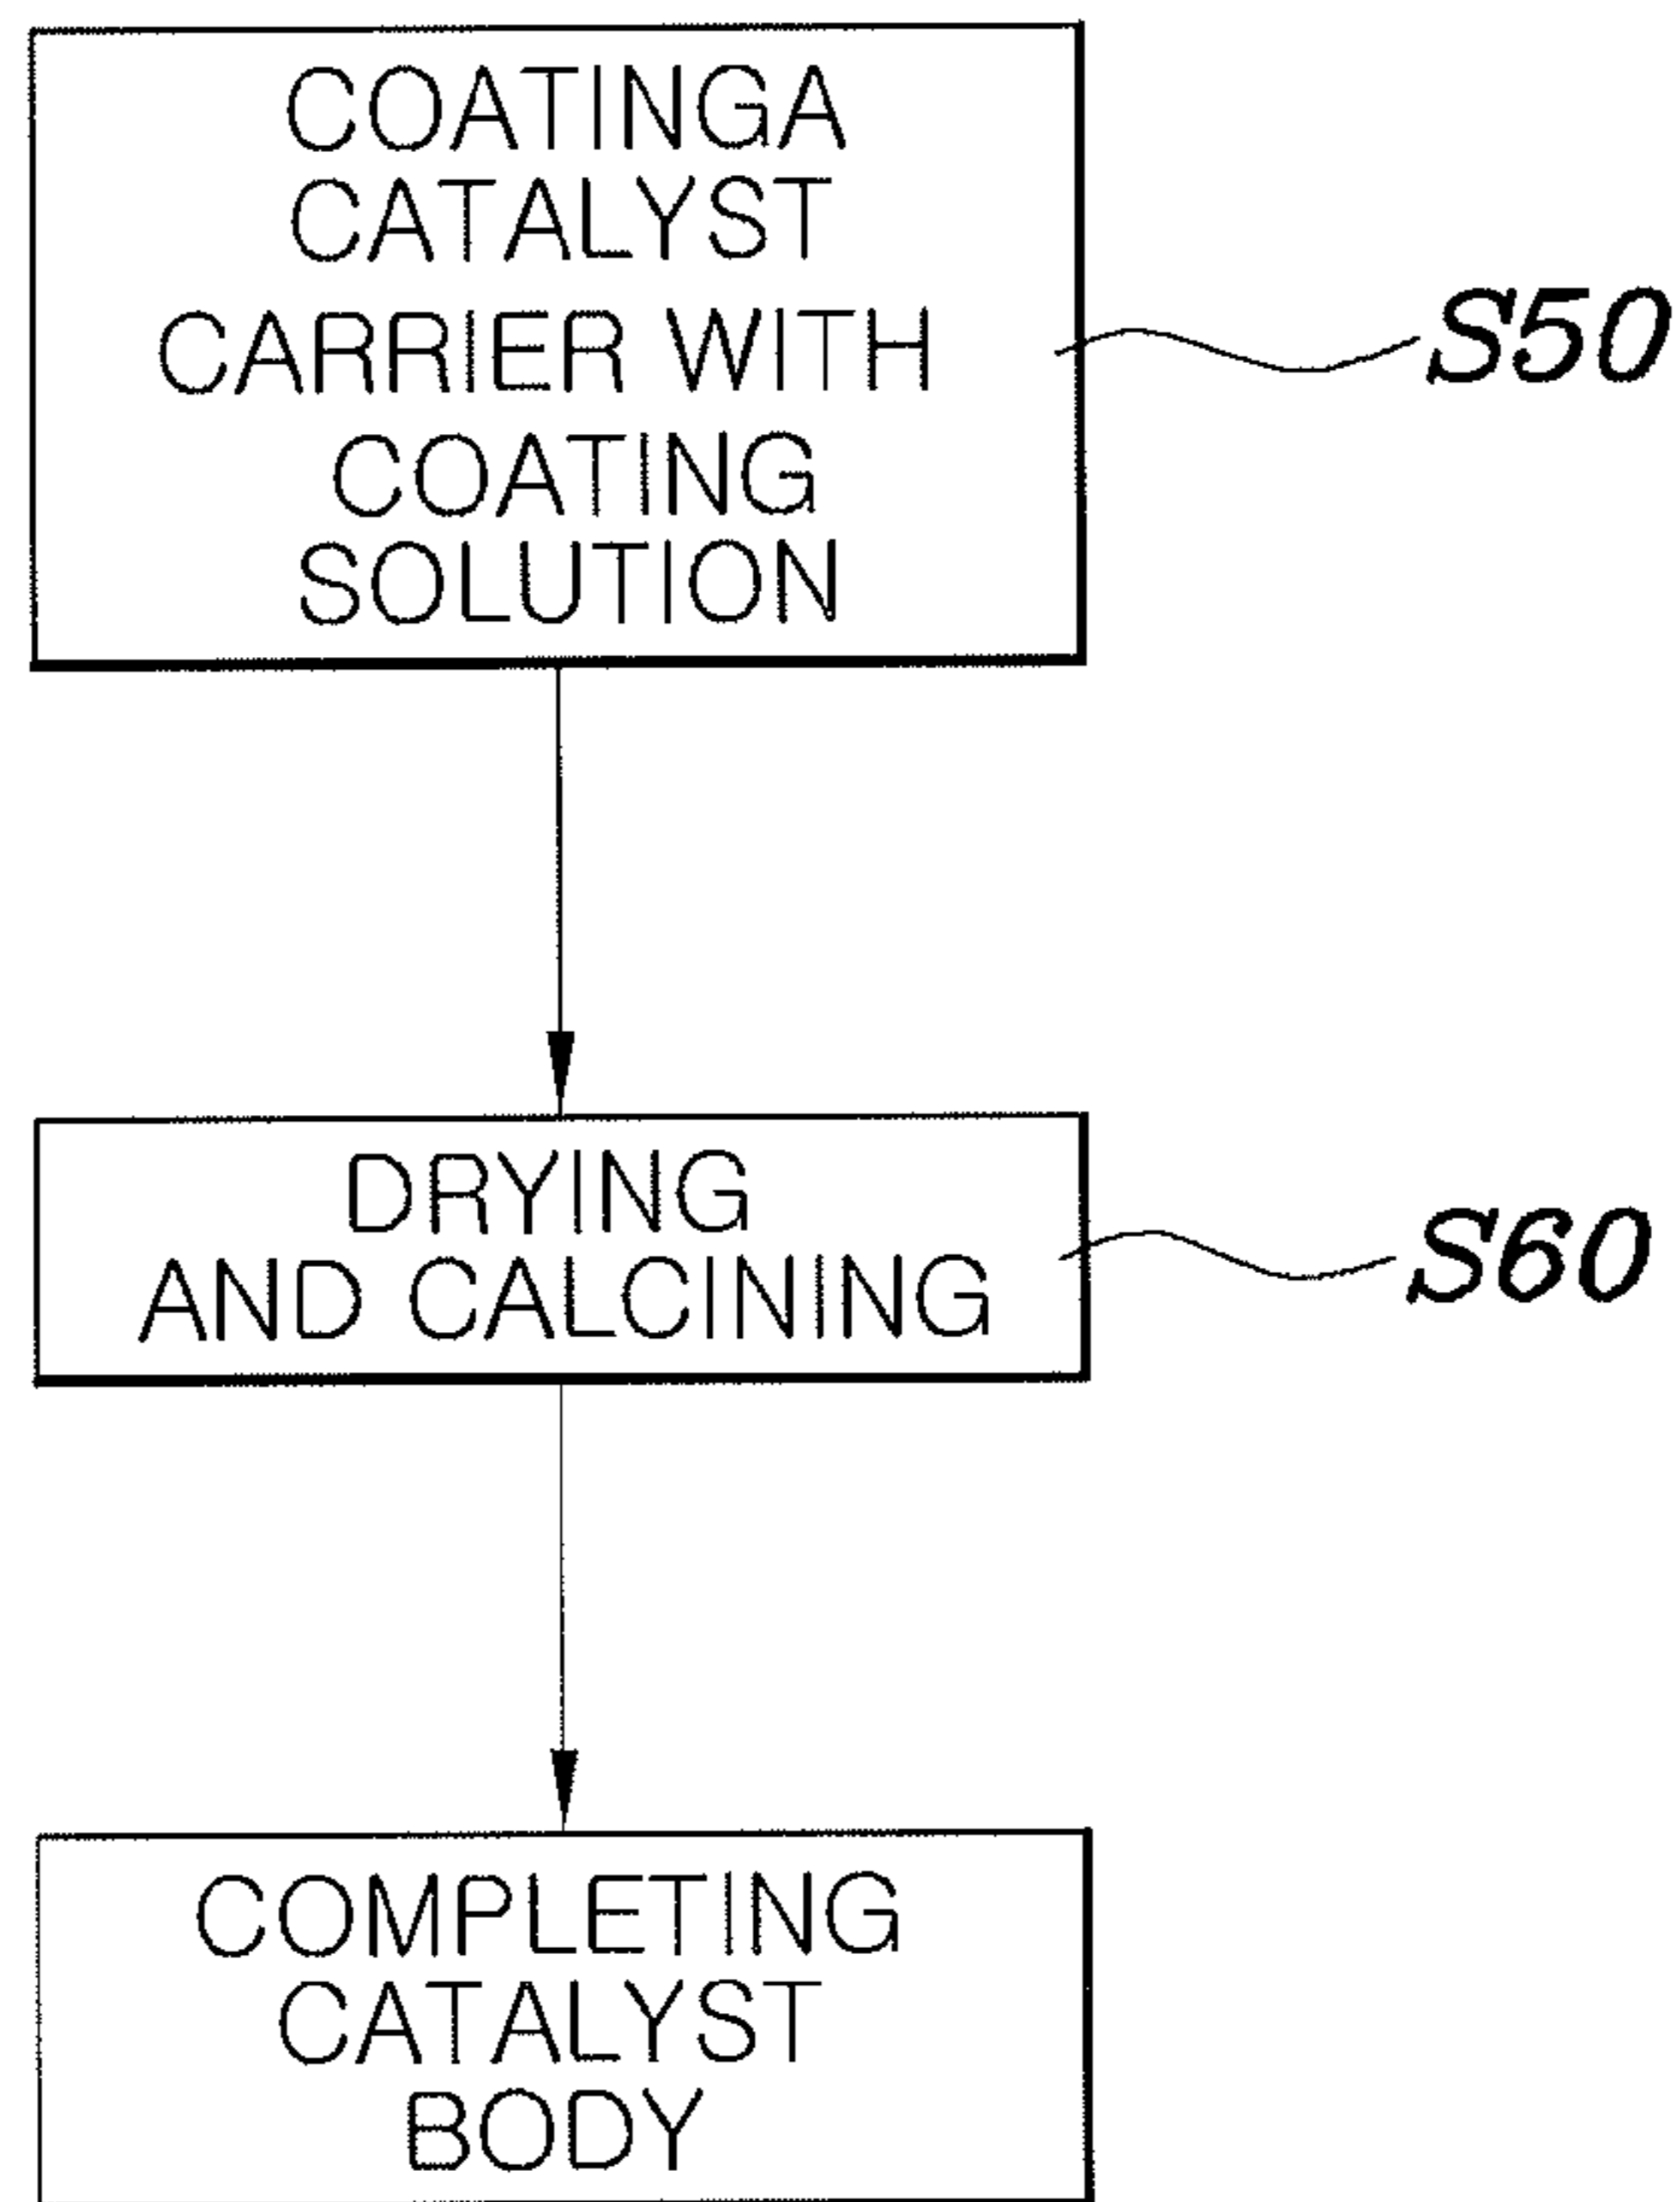 COATINGA
CATALYST
CARRIER WITH
COATING
SOLUTION
S50
DRYING
AND CALCINING
S60
COMPLETING
CATALYST
BODY